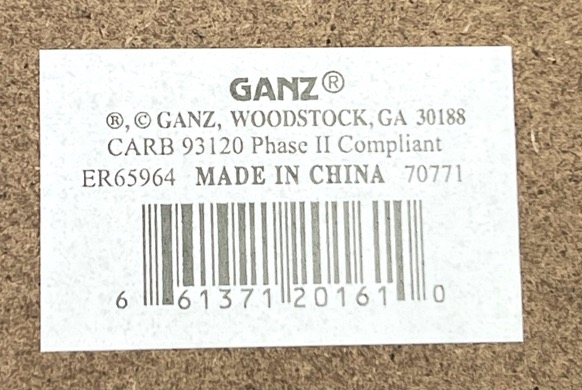 GANZ®
®, © GANZ, WOODSTOCK, GA 30188
CARB 93120 Phase II Compliant
ER65964 MADE IN CHINA 70771
6 61371 20161 0